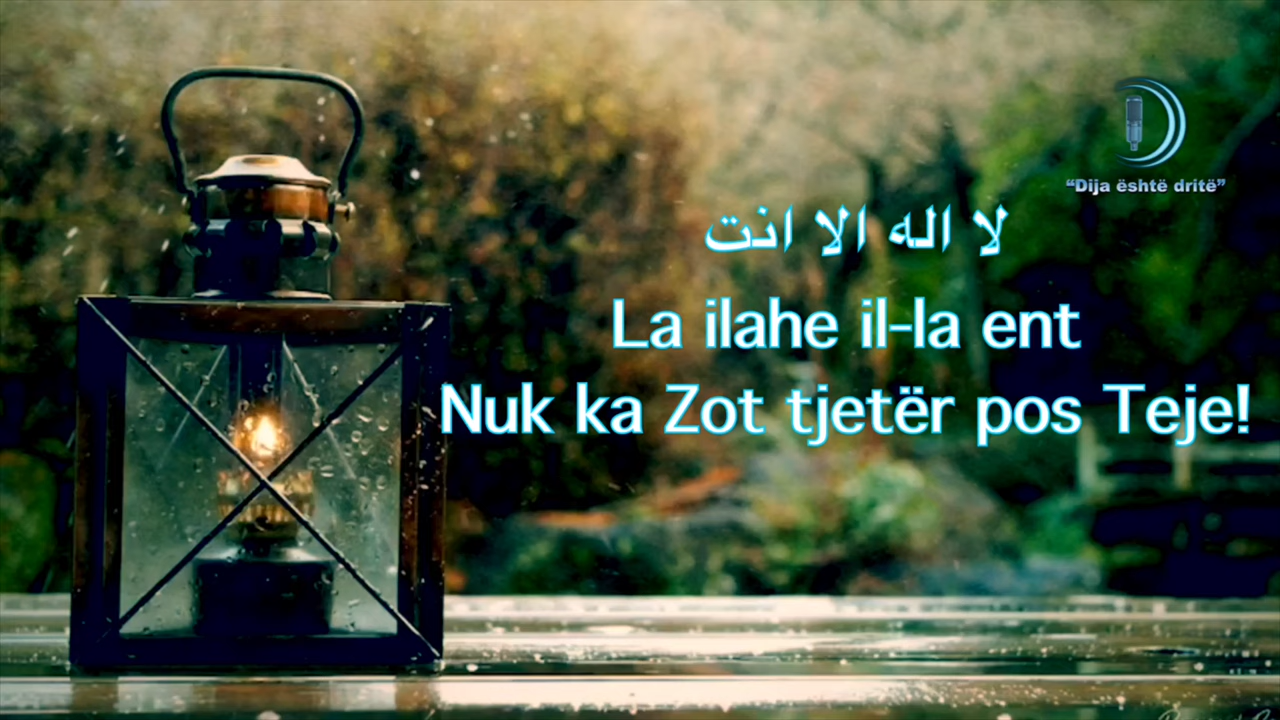 “Dija është dritë”
لا اله الا انت
La ilahe il-la ent
Nuk ka Zot tjetër pos Teje!